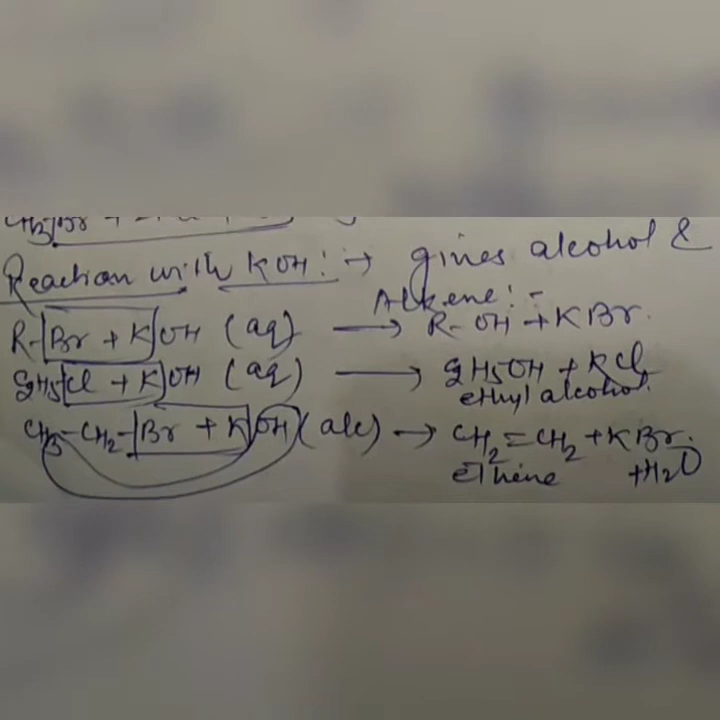 CH3Br +
Reaction with KOH :- → gives alcohol &
Alkene :-
R-Br + KOH (aq) → R-OH + KBr.
C2H5Cl + KOH (aq) → C2H5OH + KCl
ethyl alcohol.
CH3-CH2-Br + KOH (alc) → CH2=CH2 + KBr.
ethene +H2O